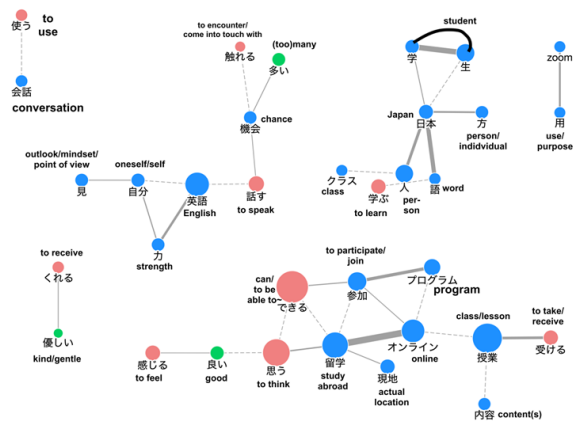 to
use
使う
会話
conversation
to encounter/
come into touch with
触れる
(too)many
多い
機会
chance
student
学
生
Japan
日本
方
person/
indidvidual
zoom
用
use/
purpose
outlook/mindset/
point of view
見
oneself/self
自分
英語
English
話す
to speak
力
strength
クラス
class
学ぶ
to learn
人
per-
son
語
word
to receive
くれる
優しい
kind/gentle
can/
to be
able to~
できる
to participate/
join
参加
プログラム
program
感じる
to feel
良い
good
思う
to think
留学
study
abroad
オンライン
online
現地
actual
location
class/lesson
授業
to take/
receive
受ける
内容
content(s)